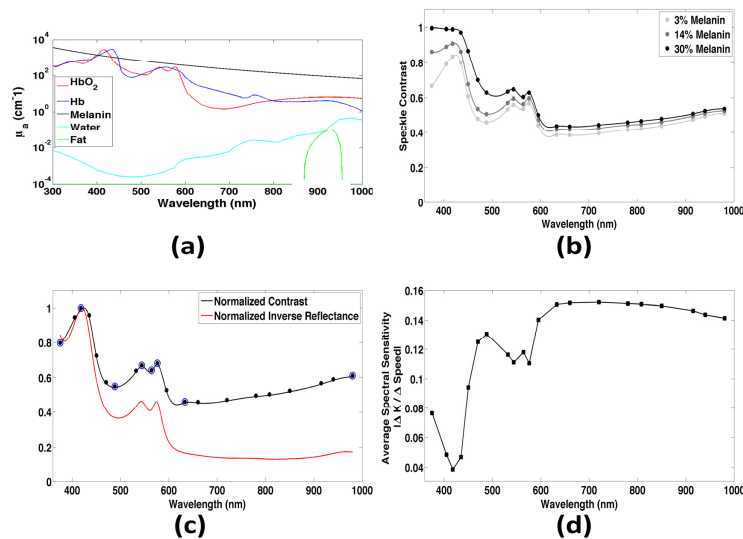 10^4
10^2
10^0
10^-2
10^-4
μa (cm^-1)
HbO2
Hb
Melanin
Water
Fat
300 400 500 600 700 800 900 1000
Wavelength (nm)
(a)
1
0.8
0.6
0.4
0.2
0
Speckle Contrast
3% Melanin
14% Melanin
30% Melanin
400 500 600 700 800 900 1000
Wavelength (nm)
(b)
1
0.8
0.6
0.4
0.2
0
Normalized Contrast
Normalized Inverse Reflectance
400 500 600 700 800 900 1000
Wavelength (nm)
(c)
0.16
0.14
0.12
0.10
0.08
0.06
0.04
Average Spectral Sensitivity
|Δ K / Δ Speed|
400 500 600 700 800 900 1000
Wavelength (nm)
(d)